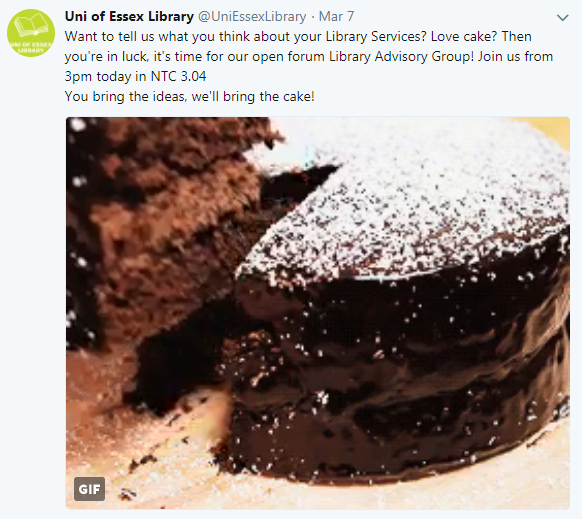 Uni of Essex Library @UniEssexLibrary · Mar 7
Want to tell us what you think about your Library Services? Love cake? Then
you're in luck, it's time for our open forum Library Advisory Group! Join us from
3pm today in NTC 3.04
You bring the ideas, we'll bring the cake!
UNI OF ESSEX
LIBRARY
GIF